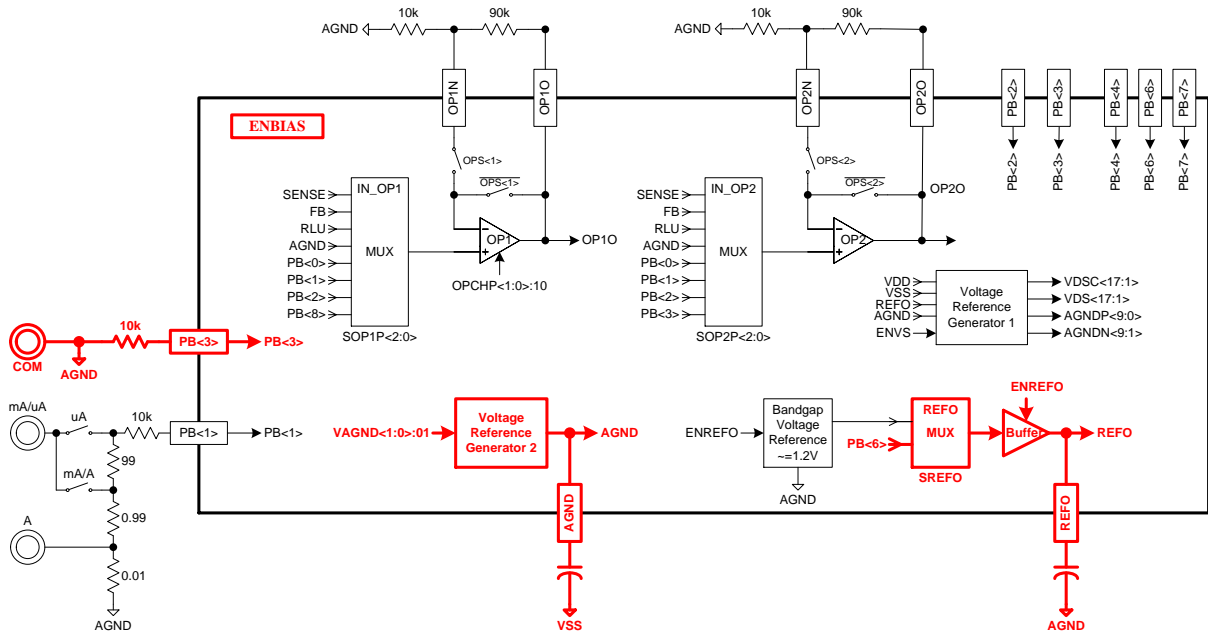 10k
90k
AGND
OP1N
OP1O
10k
90k
AGND
OP2N
OP2O
PB<2>
PB<3>
PB<4>
PB<6>
PB<7>
PB<2>
PB<3>
PB<4>
PB<6>
PB<7>
ENBIAS
OPS<1>
OPS<1>
IN_OP1
SENSE
FB
RLU
AGND
PB<0>
PB<1>
PB<2>
PB<8>
MUX
SOP1P<2:0>
OP1
OP1O
OPCHP<1:0>:10
OPS<2>
OPS<2>
IN_OP2
SENSE
FB
RLU
AGND
PB<0>
PB<1>
PB<2>
PB<3>
MUX
SOP2P<2:0>
OP2
OP2O
VDD
VSS
REFO
AGND
ENVS
Voltage
Reference
Generator 1
VDSC<17:1>
VDS<17:1>
AGNDP<9:0>
AGNDN<9:1>
COM
AGND
10k
PB<3>
PB<3>
mA/uA
uA
10k
PB<1>
PB<1>
99
mA/A
0.99
A
0.01
AGND
VAGND<1:0>:01
Voltage
Reference
Generator 2
AGND
AGND
VSS
ENREFO
Bandgap
Voltage
Reference
~=1.2V
AGND
PB<6>
REFO
MUX
SREFO
ENREFO
Buffer
REFO
REFO
AGND